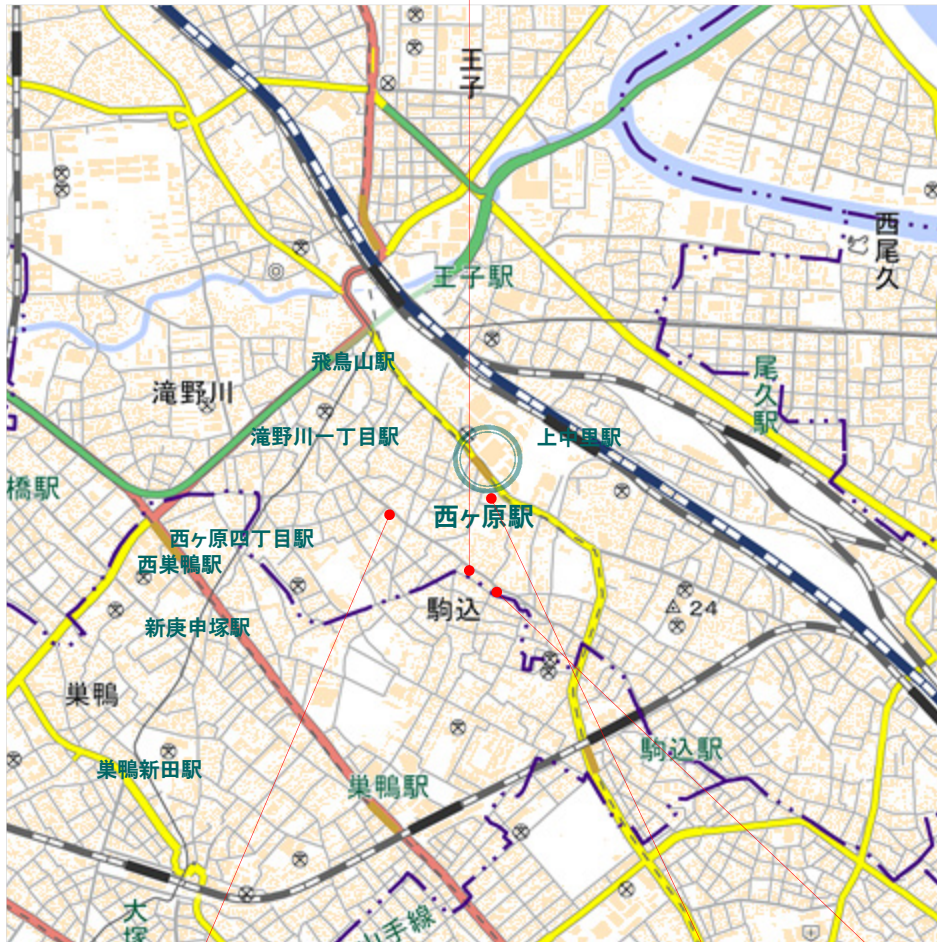 王子
西尾久
王子駅
飛鳥山駅
尾久駅
滝野川
滝野川一丁目駅
上中里駅
橋駅
西ヶ原駅
西ヶ原四丁目駅
西巣鴨駅
駒込
24
新庚申塚駅
巣鴨
駒込駅
巣鴨新田駅
巣鴨駅
大塚
山手線